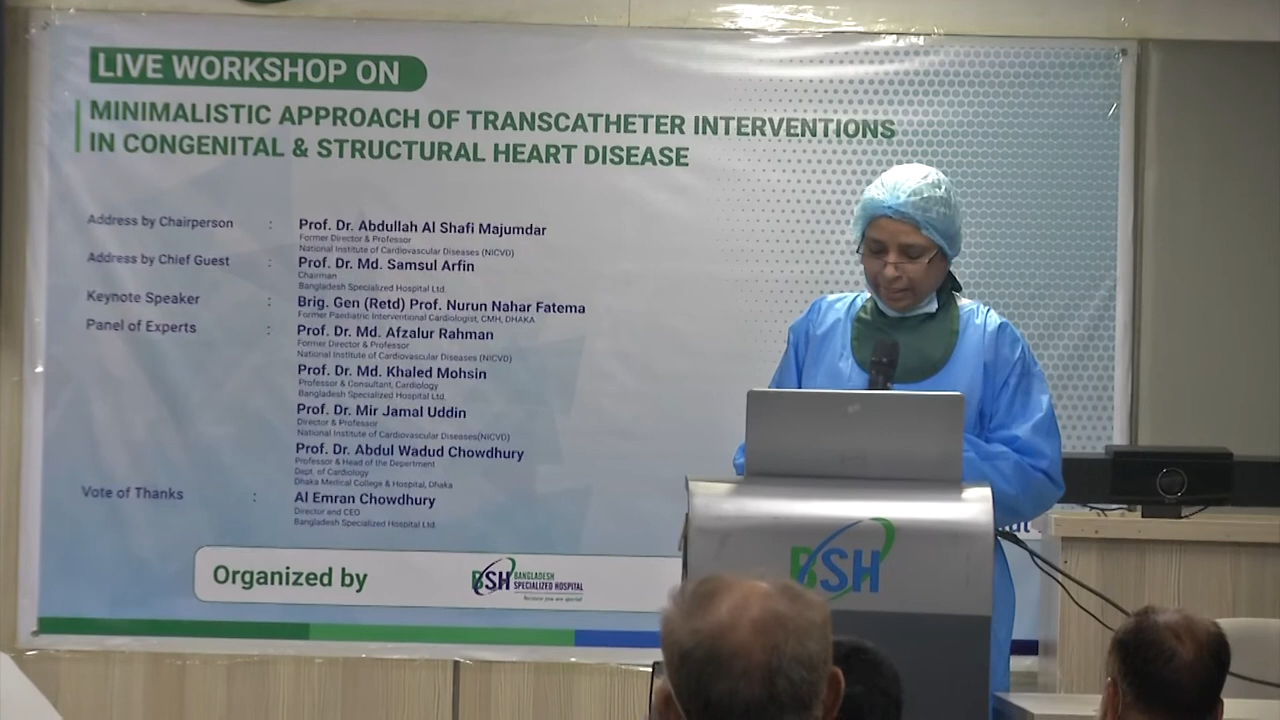 LIVE WORKSHOP ON
MINIMALISTIC APPROACH OF TRANSCATHETER INTERVENTIONS
IN CONGENITAL & STRUCTURAL HEART DISEASE
Address by Chairperson : Prof. Dr. Abdullah Al Shafi Majumdar
Former Director & Professor
National Institute of Cardiovascular Diseases (NICVD)
Address by Chief Guest : Prof. Dr. Md. Samsul Arfin
Chairman
Bangladesh Specialized Hospital Ltd.
Keynote Speaker : Brig. Gen (Retd) Prof. Nurun Nahar Fatema
Former Paediatric Interventional Cardiologist, CMH, DHAKA
Panel of Experts : Prof. Dr. Md. Afzalur Rahman
Former Director & Professor
National Institute of Cardiovascular Diseases (NICVD)
Prof. Dr. Md. Khaled Mohsin
Professor & Consultant, Cardiology
Bangladesh Specialized Hospital Ltd.
Prof. Dr. Mir Jamal Uddin
Director & Professor
National Institute of Cardiovascular Diseases(NICVD)
Prof. Dr. Abdul Wadud Chowdhury
Professor & Head of the Department
Dept. of Cardiology
Dhaka Medical College & Hospital, Dhaka
Vote of Thanks : Al Emran Chowdhury
Director and CEO
Bangladesh Specialized Hospital Ltd.
Organized by
BSH BANGLADESH
SPECIALIZED HOSPITAL
Because you are special
BSH